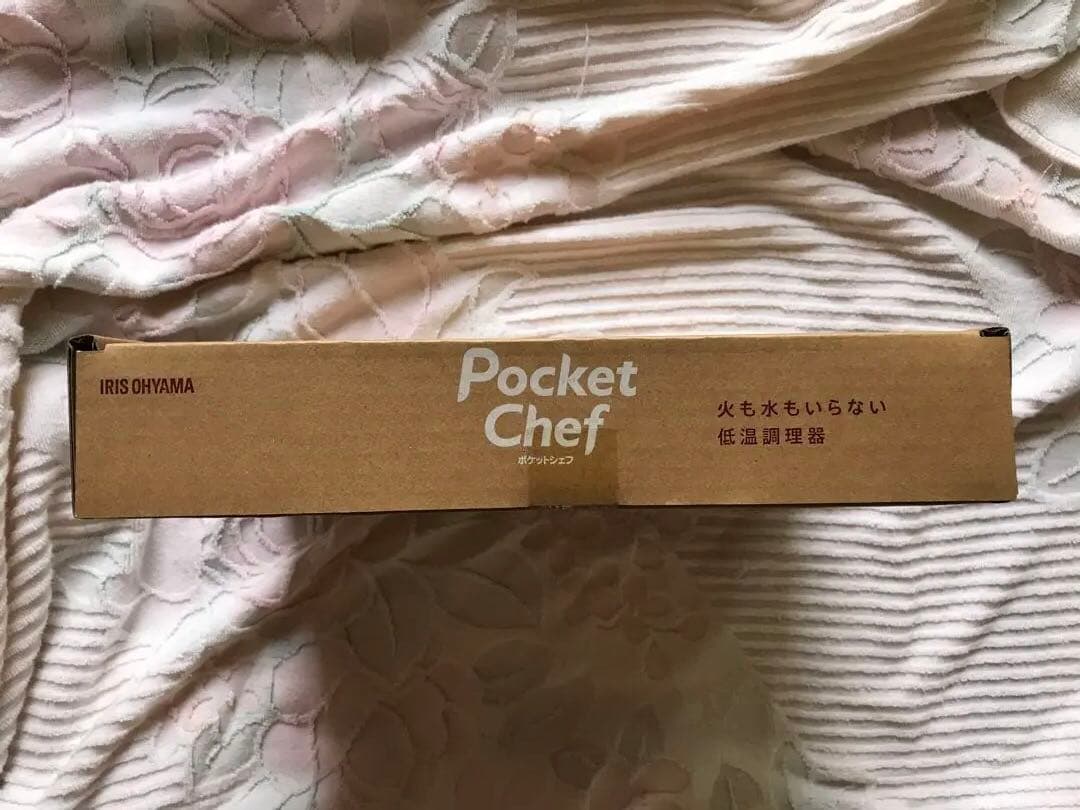 IRIS OHYAMA
Pocket
Chef
ポケットシェフ
火も水もいらない
低温調理器